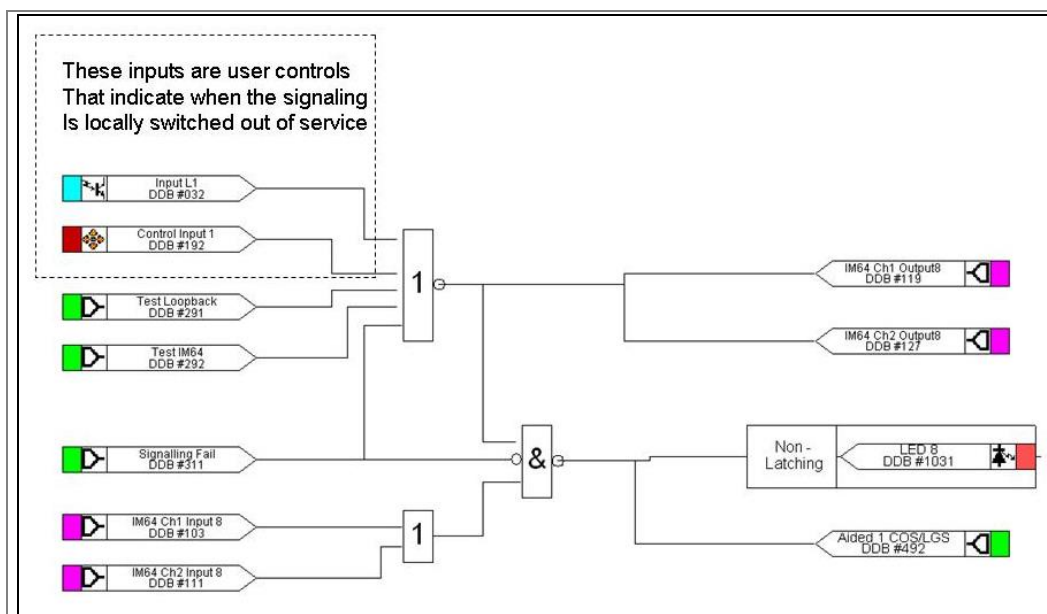 These inputs are user controls
That indicate when the signaling
Is locally switched out of service
Input L1
DDB #032
Control Input 1
DDB #192
Test Loopback
DDB #291
Test IM64
DDB #292
1
IM64 Ch1 Output8
DDB #119
IM64 Ch2 Output8
DDB #127
Signalling Fail
DDB #311
&
Non -
Latching
LED 8
DDB #1031
IM64 Ch1 Input 8
DDB #103
1
IM64 Ch2 Input 8
DDB #111
Aided 1 COS/LGS
DDB #492